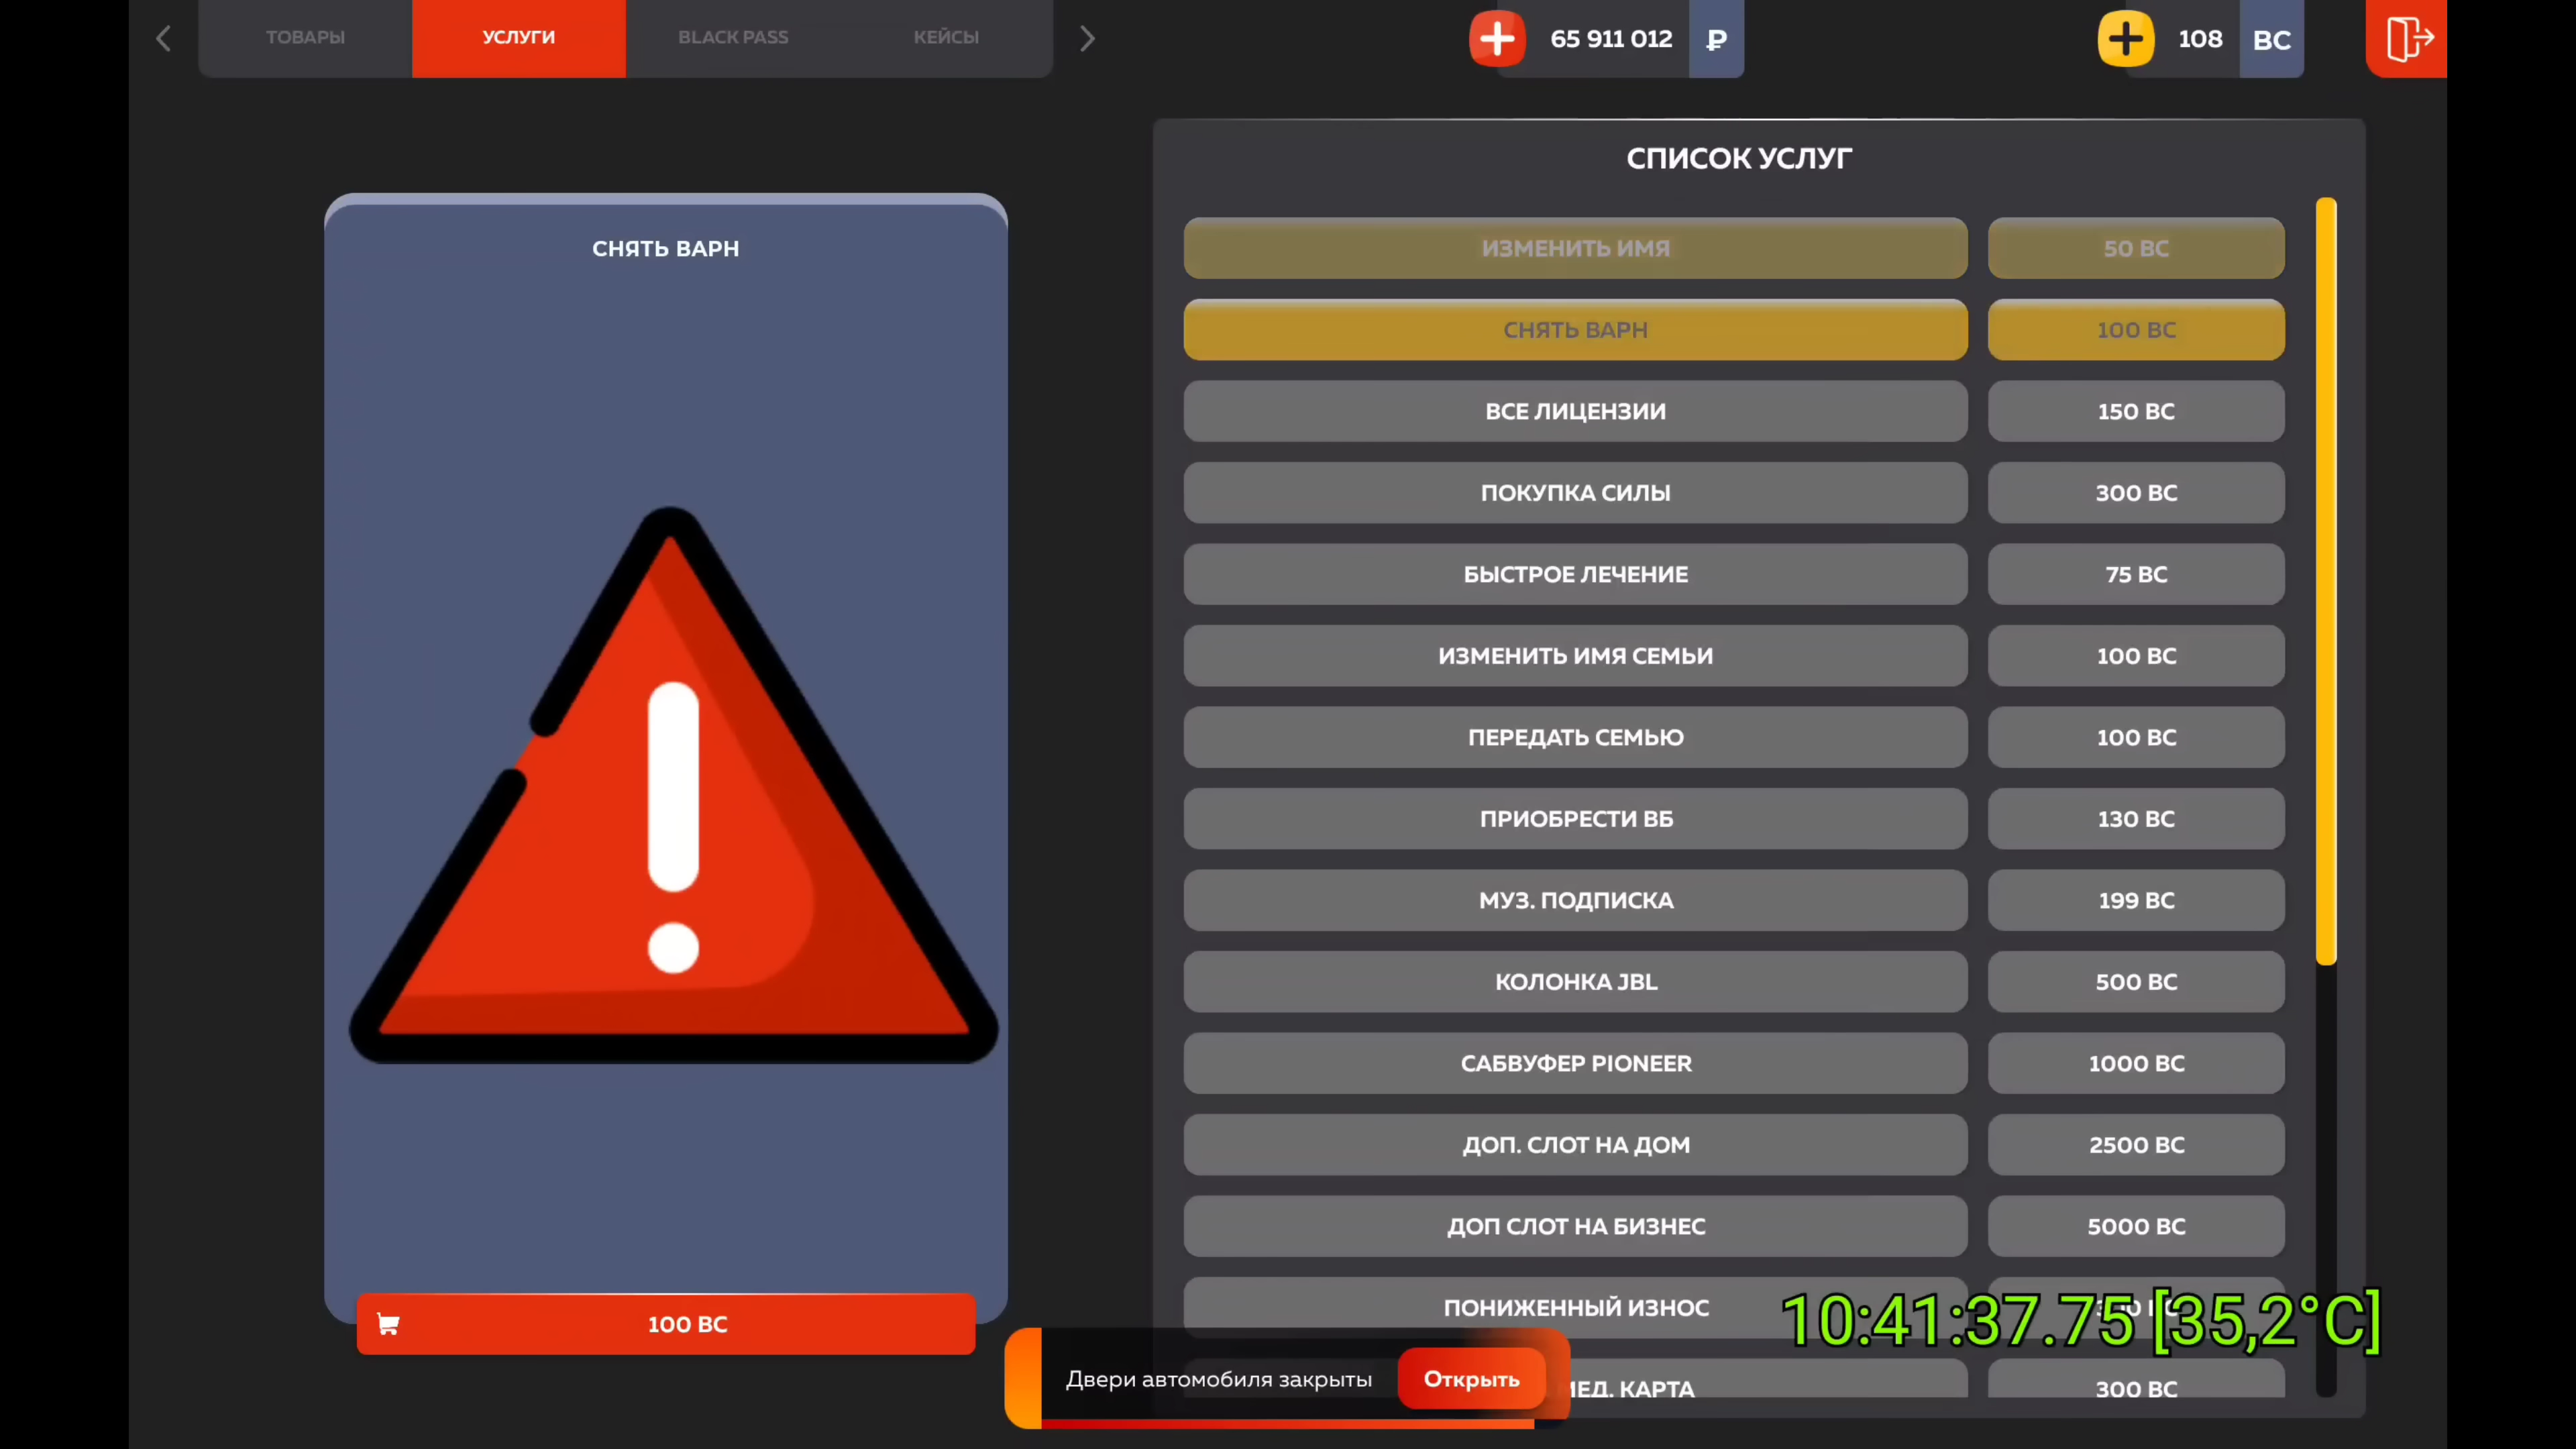 ТОВАРЫ УСЛУГИ BLACK PASS КЕЙСЫ 65 911 012 ₽ 108 BC
СПИСОК УСЛУГ
СНЯТЬ ВАРН
100 BC
ИЗМЕНИТЬ ИМЯ 50 BC
СНЯТЬ ВАРН 100 BC
ВСЕ ЛИЦЕНЗИИ 150 BC
ПОКУПКА СИЛЫ 300 BC
БЫСТРОЕ ЛЕЧЕНИЕ 75 BC
ИЗМЕНИТЬ ИМЯ СЕМЬИ 100 BC
ПЕРЕДАТЬ СЕМЬЮ 100 BC
ПРИОБРЕСТИ ВБ 130 BC
МУЗ. ПОДПИСКА 199 BC
КОЛОНКА JBL 500 BC
САБВУФЕР PIONEER 1000 BC
ДОП. СЛОТ НА ДОМ 2500 BC
ДОП СЛОТ НА БИЗНЕС 5000 BC
ПОНИЖЕННЫЙ ИЗНОС
10:41:37.75 [35,2°C]
Двери автомобиля закрыты Открыть
КАРТА 300 BC